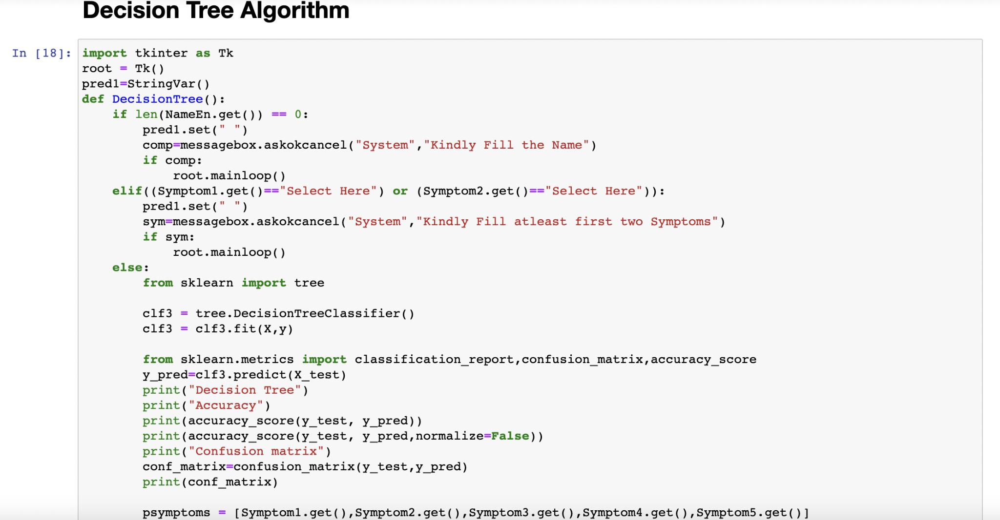 Decision Tree Algorithm
In [18]:
import tkinter as Tk
root = Tk()
pred1=StringVar()
def DecisionTree():
    if len(NameEn.get()) == 0:
        pred1.set(" ")
        comp=messagebox.askokcancel("System","Kindly Fill the Name")
        if comp:
            root.mainloop()
    elif((Symptom1.get()=="Select Here") or (Symptom2.get()=="Select Here")):
        pred1.set(" ")
        sym=messagebox.askokcancel("System","Kindly Fill atleast first two Symptoms")
        if sym:
            root.mainloop()
    else:
        from sklearn import tree

        clf3 = tree.DecisionTreeClassifier()
        clf3 = clf3.fit(X,y)

        from sklearn.metrics import classification_report,confusion_matrix,accuracy_score
        y_pred=clf3.predict(X_test)
        print("Decision Tree")
        print("Accuracy")
        print(accuracy_score(y_test, y_pred))
        print(accuracy_score(y_test, y_pred,normalize=False))
        print("Confusion matrix")
        conf_matrix=confusion_matrix(y_test,y_pred)
        print(conf_matrix)

        psymptoms = [Symptom1.get(),Symptom2.get(),Symptom3.get(),Symptom4.get(),Symptom5.get()]